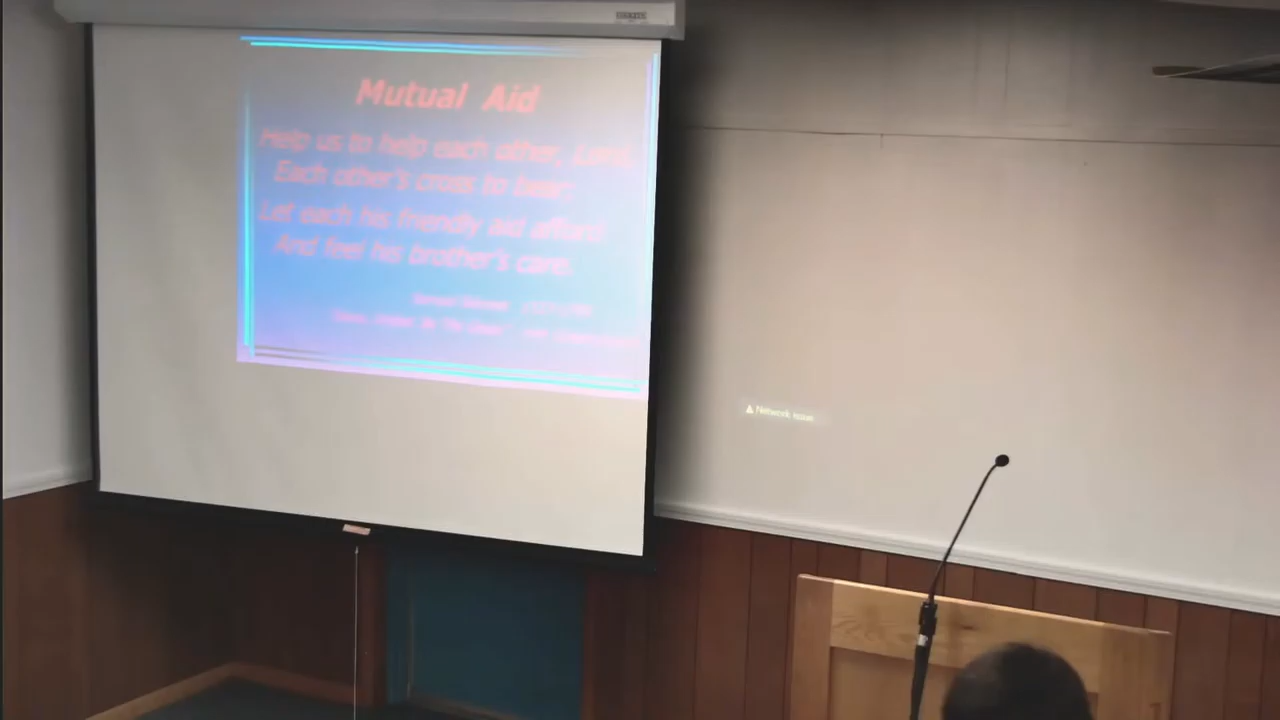 Mutual Aid
Help us to help each other, Lord,
Each other's cross to bear;
Let each his friendly aid afford
And feel his brother's care.
Network issue